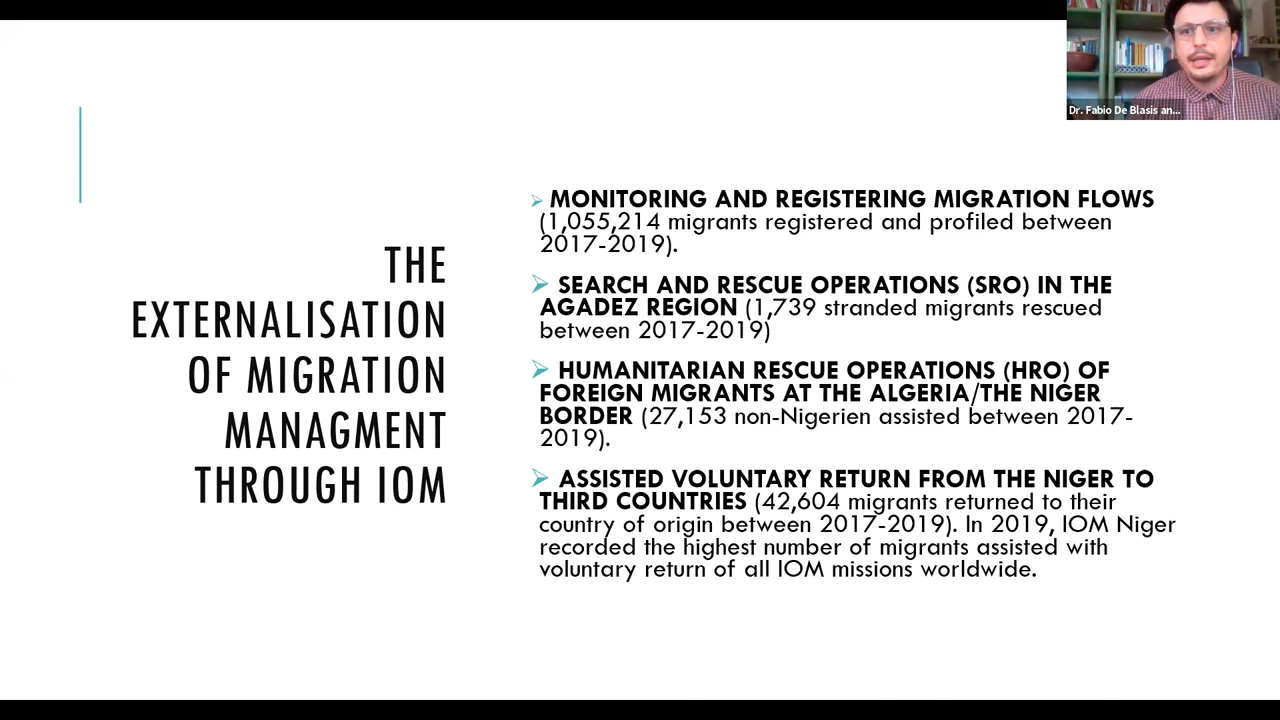 THE
EXTERNALISATION
OF MIGRATION
MANAGMENT
THROUGH IOM
MONITORING AND REGISTERING MIGRATION FLOWS
(1,055,214 migrants registered and profiled between
2017-2019).
SEARCH AND RESCUE OPERATIONS (SRO) IN THE
AGADEZ REGION (1,739 stranded migrants rescued
between 2017-2019)
HUMANITARIAN RESCUE OPERATIONS (HRO) OF
FOREIGN MIGRANTS AT THE ALGERIA/THE NIGER
BORDER (27,153 non-Nigerien assisted between 2017-
2019).
ASSISTED VOLUNTARY RETURN FROM THE NIGER TO
THIRD COUNTRIES (42,604 migrants returned to their
country of origin between 2017-2019). In 2019, IOM Niger
recorded the highest number of migrants assisted with
voluntary return of all IOM missions worldwide.
Dr. Fabio De Blasis an...